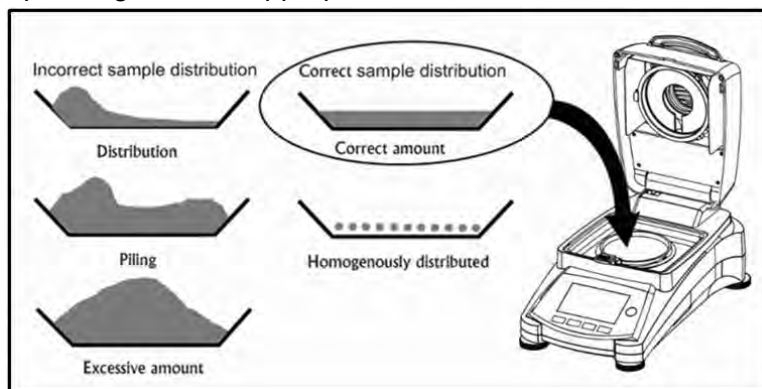 Incorrect sample distribution
Correct sample distribution
Distribution
Correct amount
Piling
Homogenously distributed
Excessive amount